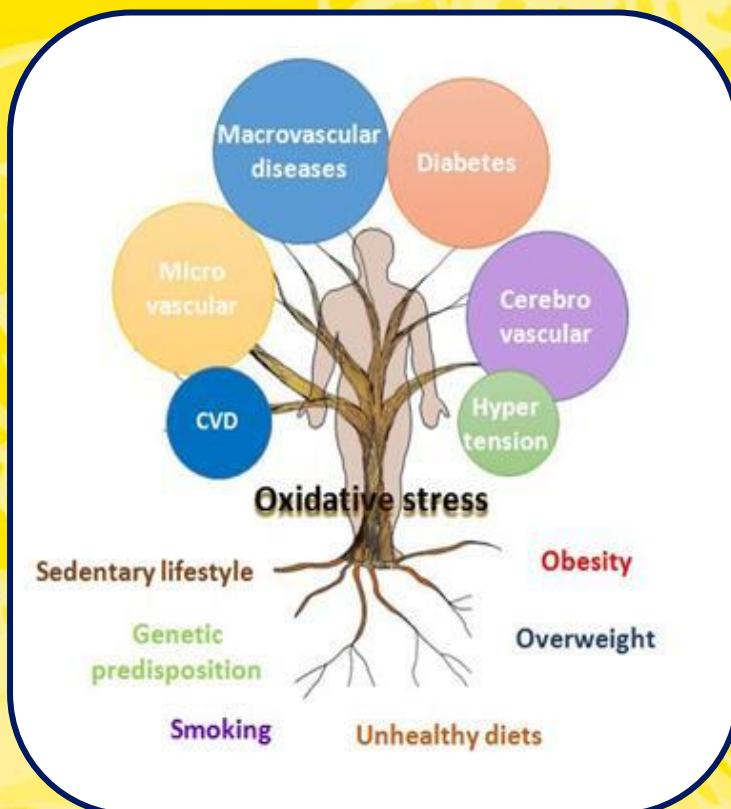 Macrovascular
diseases
Diabetes
Micro
vascular
Cerebro
vascular
CVD
Hyper
tension
Oxidative stress
Sedentary lifestyle
Obesity
Genetic
predisposition
Overweight
Smoking
Unhealthy diets